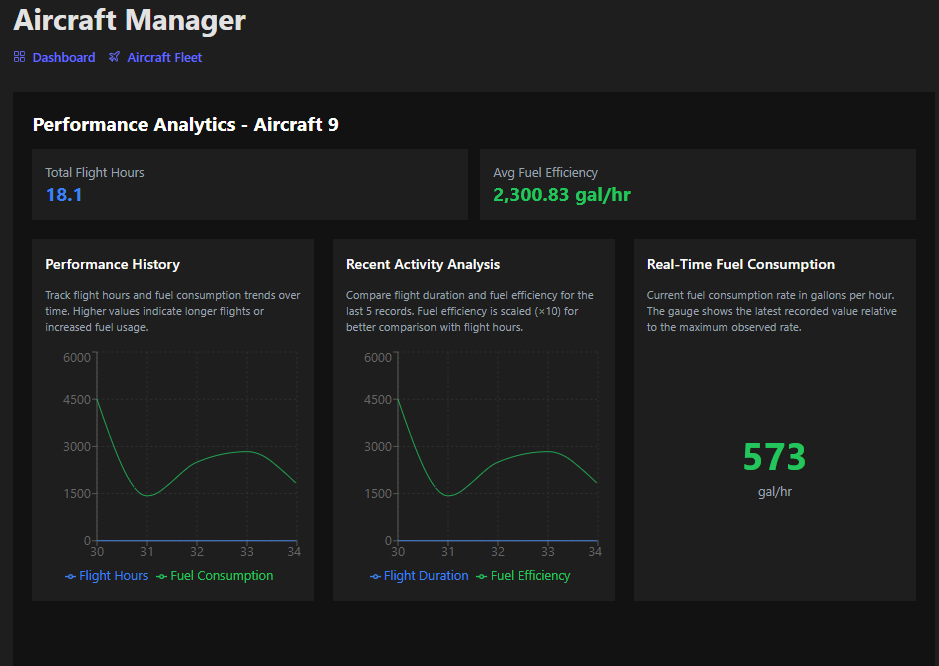 Aircraft Manager
Dashboard Aircraft Fleet
Performance Analytics - Aircraft 9
Total Flight Hours
18.1
Avg Fuel Efficiency
2,300.83 gal/hr
Performance History
Track flight hours and fuel consumption trends over
time. Higher values indicate longer flights or
increased fuel usage.
6000
4500
3000
1500
0
30 31 32 33 34
Flight Hours Fuel Consumption
Recent Activity Analysis
Compare flight duration and fuel efficiency for the
last 5 records. Fuel efficiency is scaled (×10) for
better comparison with flight hours.
6000
4500
3000
1500
0
30 31 32 33 34
Flight Duration Fuel Efficiency
Real-Time Fuel Consumption
Current fuel consumption rate in gallons per hour.
The gauge shows the latest recorded value relative
to the maximum observed rate.
573
gal/hr